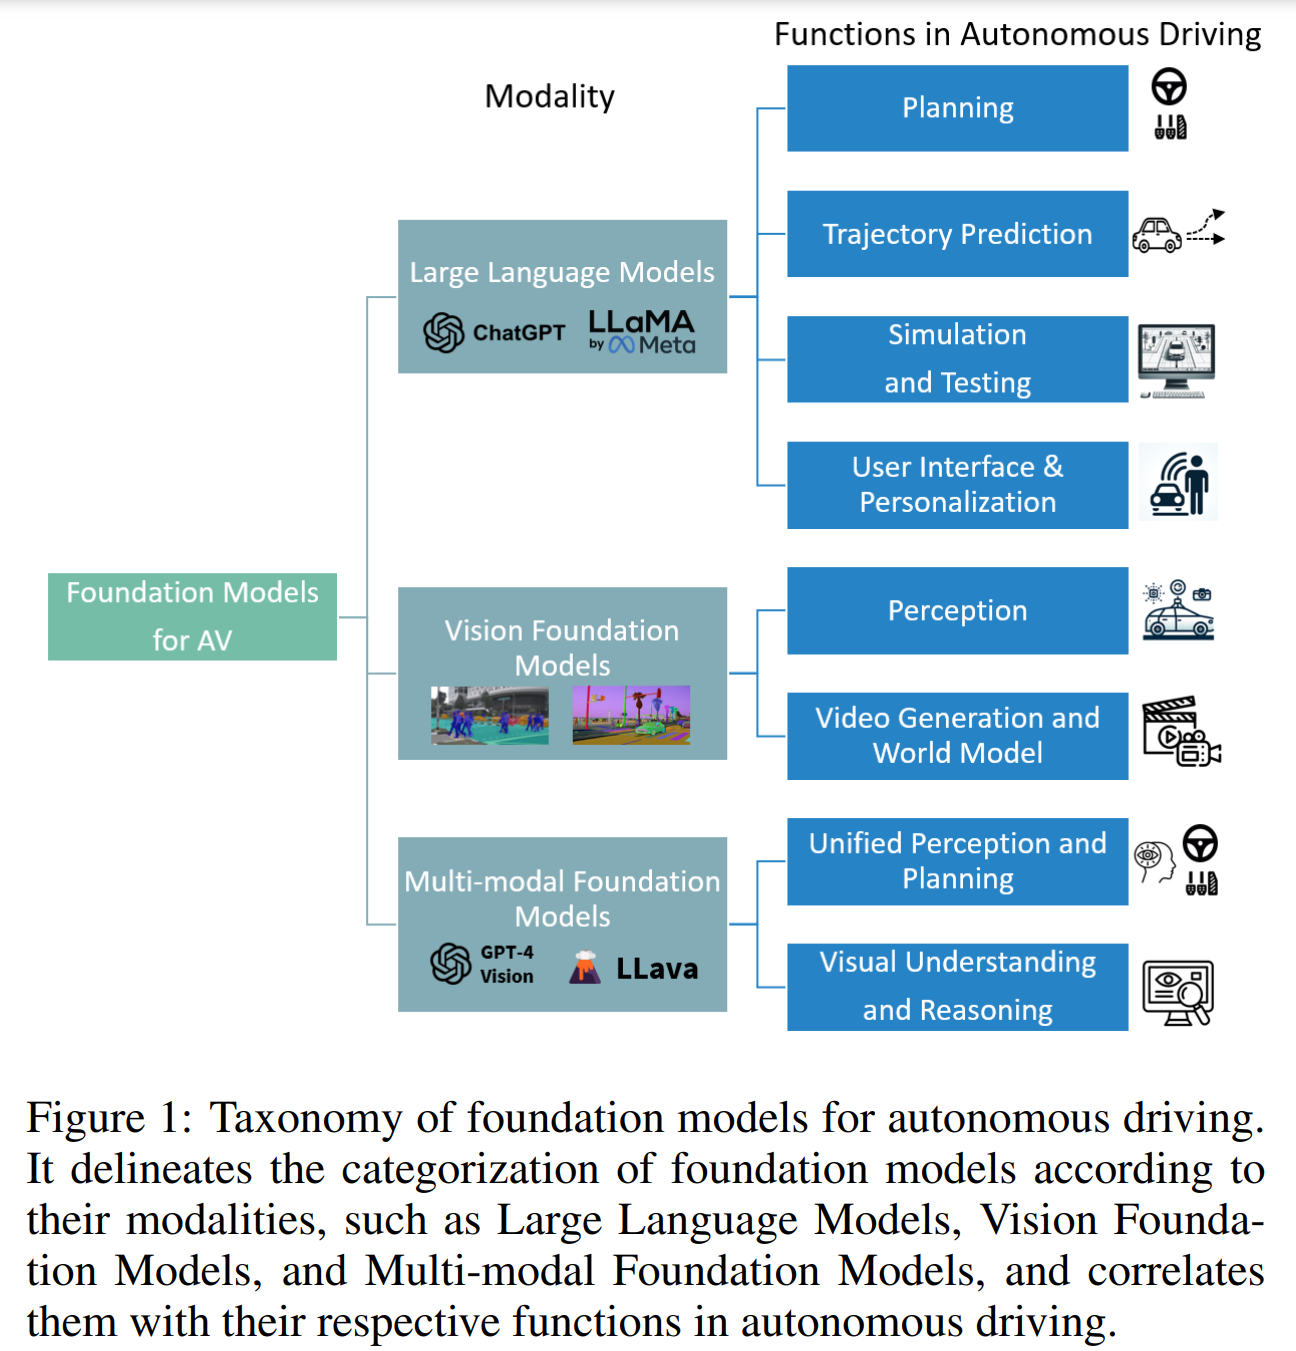 Functions in Autonomous Driving
Modality
Planning
Trajectory Prediction
Large Language Models
ChatGPT
LLaMA
by Meta
Simulation
and Testing
User Interface &
Personalization
Foundation Models
for AV
Vision Foundation
Models
Perception
Video Generation and
World Model
Multi-modal Foundation
Models
GPT-4
Vision
LLava
Unified Perception and
Planning
Visual Understanding
and Reasoning
Figure 1: Taxonomy of foundation models for autonomous driving.
It delineates the categorization of foundation models according to
their modalities, such as Large Language Models, Vision Founda-
tion Models, and Multi-modal Foundation Models, and correlates
them with their respective functions in autonomous driving.